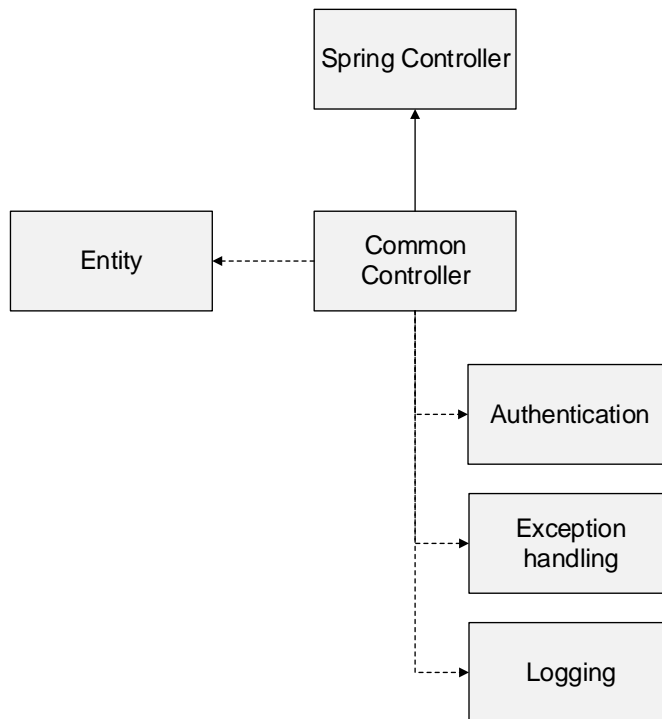 Spring Controller
Entity
Common
Controller
Authentication
Exception
handling
Logging